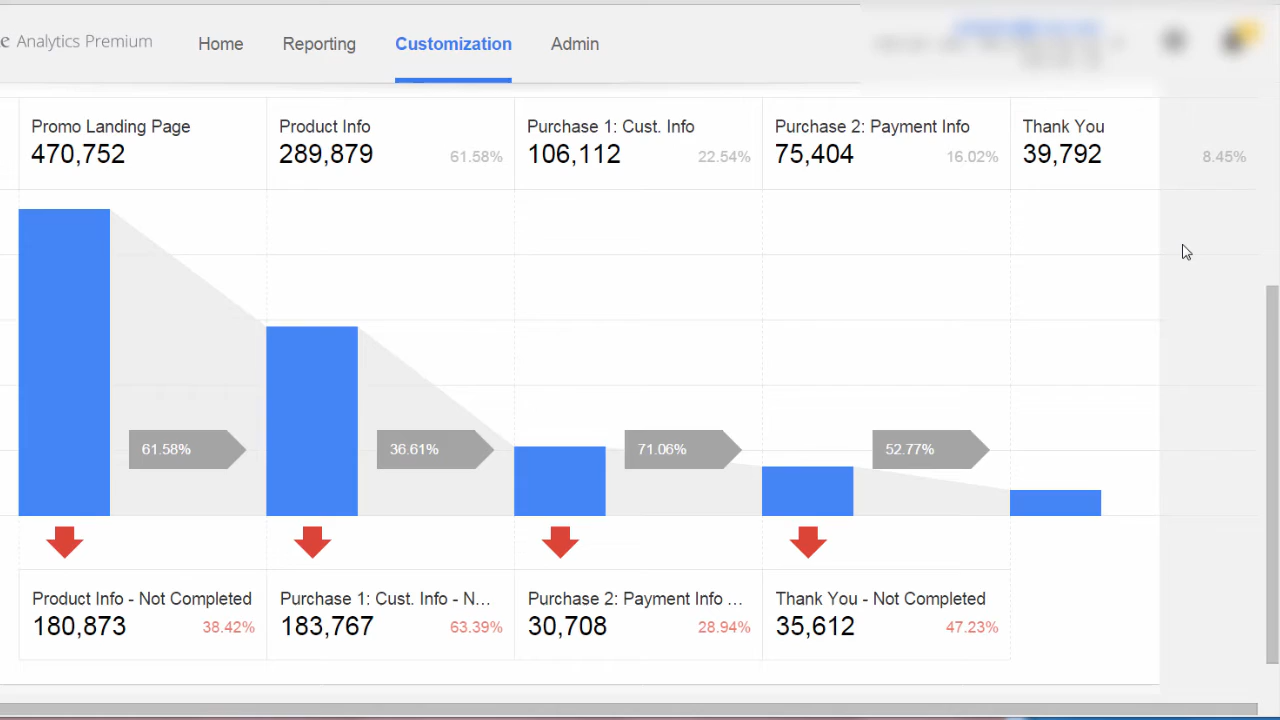 Analytics Premium
Home
Reporting
Customization
Admin
Promo Landing Page
470,752
Product Info
289,879
61.58%
Purchase 1: Cust. Info
106,112
22.54%
Purchase 2: Payment Info
75,404
16.02%
Thank You
39,792
8.45%
61.58%
36.61%
71.06%
52.77%
Product Info - Not Completed
180,873
38.42%
Purchase 1: Cust. Info - N...
183,767
63.39%
Purchase 2: Payment Info ...
30,708
28.94%
Thank You - Not Completed
35,612
47.23%